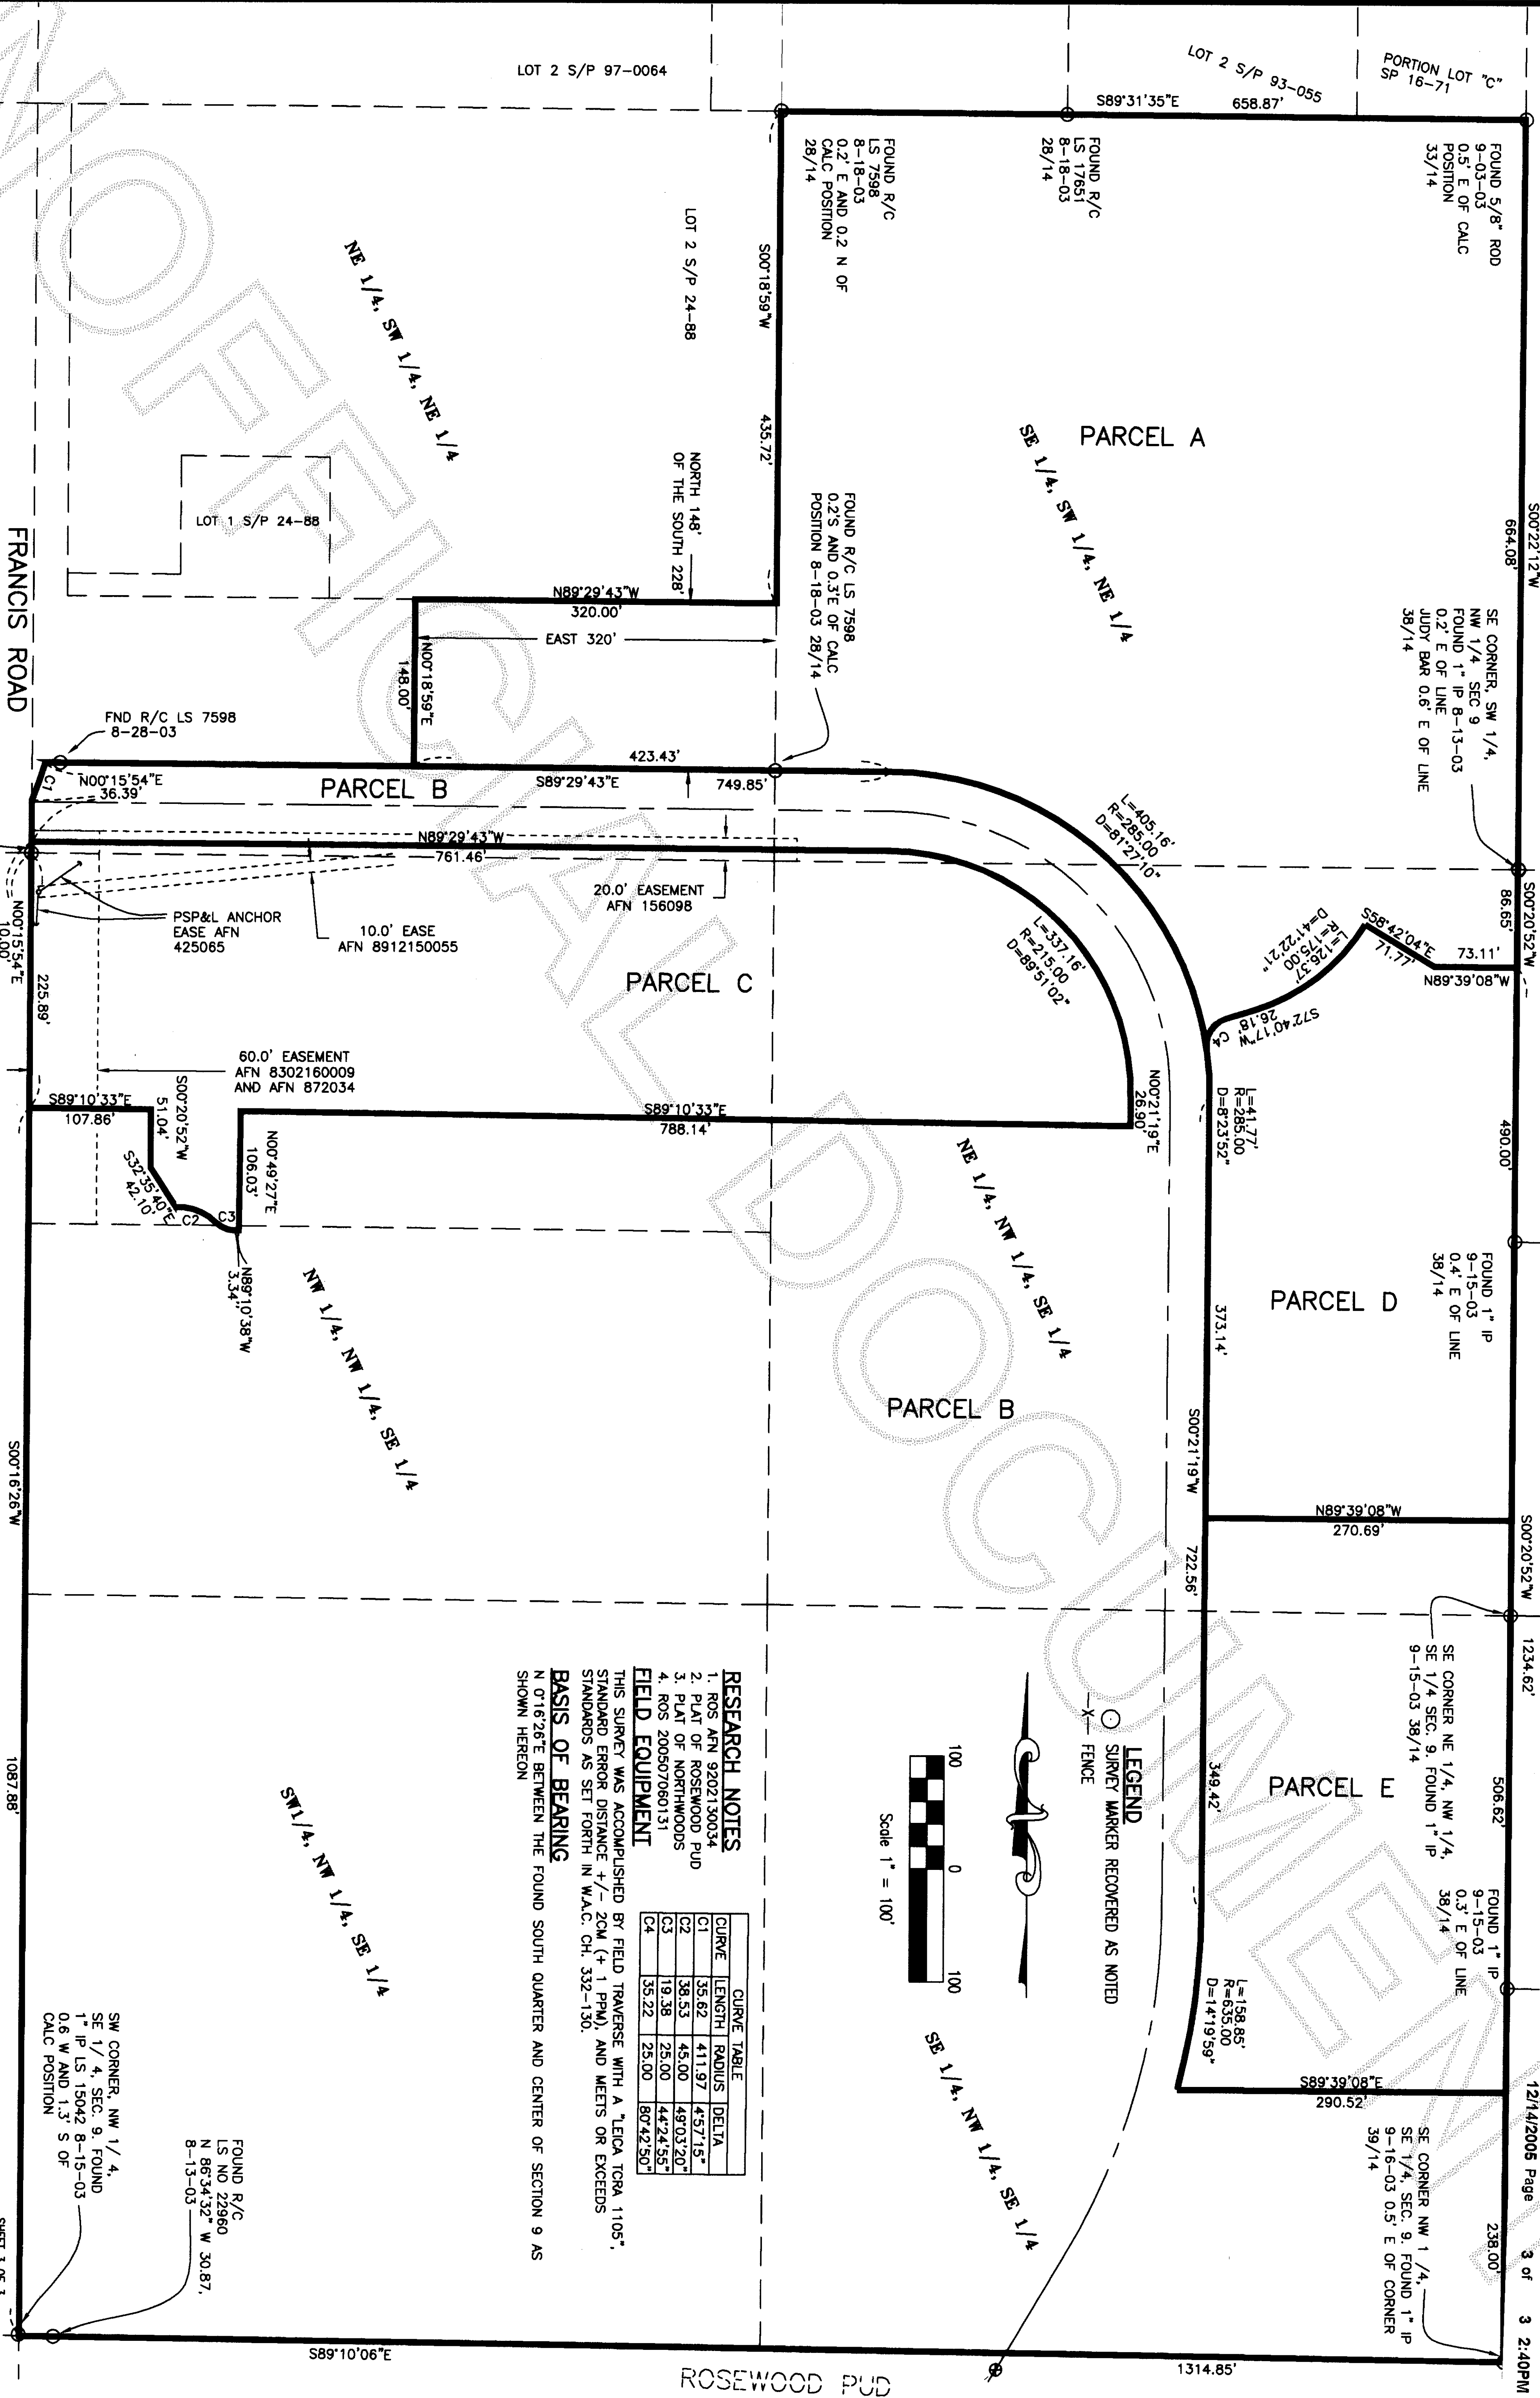 12/14/2005 Page 3 of 3 2:40PM
UNOFFICIAL DOCUMENT
LOT 2 S/P 97-0064
LOT 2 S/P 93-055
PORTION LOT "C"
SP 16-71
S89°31'35"E 658.87'
FOUND 5/8" ROD
9-03-03
0.5' E OF CALC
POSITION
33/14
FOUND R/C
LS 17651
8-18-03
28/14
FOUND R/C
LS 7598
8-18-03
0.2' E AND 0.2 N OF
CALC POSITION
28/14
S00°22'12"W
664.08'
PARCEL A
SE 1/4, SW 1/4, NE 1/4
S00°18'59"W
435.72'
LOT 2 S/P 24-88
NE 1/4, SW 1/4, NE 1/4
LOT 1 S/P 24-88
NORTH 148'
OF THE SOUTH 228'
N89°29'43"W
320.00'
EAST 320'
N00°18'59"E
148.00'
FOUND R/C LS 7598
0.2'S AND 0.3'E OF CALC
POSITION 8-18-03 28/14
SE CORNER, SW 1/4,
NW 1/4 SEC 9
FOUND 1" IP 8-13-03
0.2' E OF LINE
JUDY BAR 0.6' E OF LINE
38/14
FRANCIS ROAD
FND R/C LS 7598
8-28-03
C1
N00°15'54"E
36.39'
PARCEL B
423.43'
S89°29'43"E
749.85'
N89°29'43"W
761.46'
20.0' EASEMENT
AFN 156098
10.0' EASE
AFN 8912150055
PSP&L ANCHOR
EASE AFN
425065
N00°15'54"E
10.00'
225.89'
L=405.16'
R=285.00
D=81°27'10"
L=337.16'
R=215.00
D=89°51'02"
S00°20'52"W
86.65'
73.11'
N89°39'08"W
S58°42'04"E
71.77'
L=126.37'
R=175.00
D=41°22'21"
S72°40'17"W
26.18'
C4
L=41.77'
R=285.00
D=8°23'52"
N00°21'19"E
26.90'
PARCEL C
60.0' EASEMENT
AFN 8302160009
AND AFN 872034
S89°10'33"E
107.86'
S00°20'52"W
51.04'
S32°35'40"E
42.10'
C2
C3
N00°49'27"E
106.03'
N89°10'38"W
3.34'
S89°10'33"E
788.14'
NE 1/4, NW 1/4, SE 1/4
NW 1/4, NW 1/4, SE 1/4
490.00'
FOUND 1" IP
9-15-03
0.4' E OF LINE
38/14
PARCEL D
373.14'
PARCEL B
S00°21'19"W
722.56'
N89°39'08"W
270.69'
S00°20'52"W
1234.62'
SE CORNER NE 1/4, NW 1/4,
SE 1/4 SEC. 9. FOUND 1" IP
9-15-03 38/14
506.62'
PARCEL E
349.42'
FOUND 1" IP
9-15-03
0.3' E OF LINE
38/14
L=158.85'
R=635.00
D=14°19'59"
S89°39'08"E
290.52'
238.00'
SE CORNER NW 1/4,
SE 1/4, SEC. 9. FOUND 1" IP
9-16-03 0.5' E OF CORNER
39/14
LEGEND
SURVEY MARKER RECOVERED AS NOTED
—X— FENCE
100 0 100
Scale 1" = 100'
SE 1/4, NW 1/4, SE 1/4
RESEARCH NOTES
1. ROS AFN 9202130034
2. PLAT OF ROSEWOOD PUD
3. PLAT OF NORTHWOODS
4. ROS 200507060131
FIELD EQUIPMENT
THIS SURVEY WAS ACCOMPLISHED BY FIELD TRAVERSE WITH A "LEICA TCRA 1105",
STANDARD ERROR DISTANCE +/- 2CM (+ 1 PPM), AND MEETS OR EXCEEDS
STANDARDS AS SET FORTH IN W.A.C. CH. 332-130.
BASIS OF BEARING
N 0°16'26"E BETWEEN THE FOUND SOUTH QUARTER AND CENTER OF SECTION 9 AS
SHOWN HEREON
CURVE TABLE
CURVE LENGTH RADIUS DELTA
C1 35.62 411.97 4°57'15"
C2 38.53 45.00 49°03'20"
C3 19.38 25.00 44°24'55"
C4 35.22 25.00 80°42'50"
SW1/4, NW 1/4, SE 1/4
S00°16'26"W
1087.88'
SW CORNER, NW 1/4,
SE 1/4, SEC. 9. FOUND
1" IP LS 15042 8-15-03
0.6 W AND 1.3' S OF
CALC POSITION
FOUND R/C
LS NO 22960
N 86°34'32" W 30.87,
8-13-03
S89°10'06"E
1314.85'
ROSEWOOD PUD
SHEET 3 OF 3